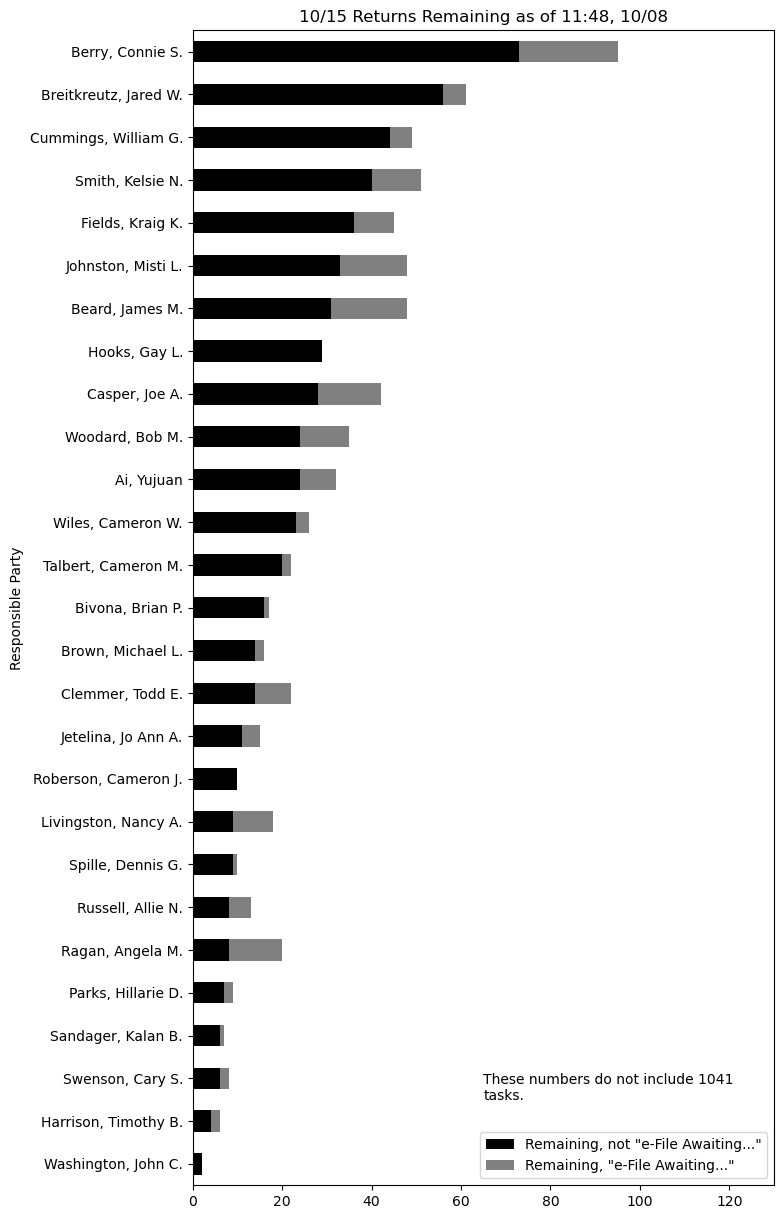 10/15 Returns Remaining as of 11:48, 10/08
Responsible Party
Berry, Connie S.
Breitkreutz, Jared W.
Cummings, William G.
Smith, Kelsie N.
Fields, Kraig K.
Johnston, Misti L.
Beard, James M.
Hooks, Gay L.
Casper, Joe A.
Woodard, Bob M.
Ai, Yujuan
Wiles, Cameron W.
Talbert, Cameron M.
Bivona, Brian P.
Brown, Michael L.
Clemmer, Todd E.
Jetelina, Jo Ann A.
Roberson, Cameron J.
Livingston, Nancy A.
Spille, Dennis G.
Russell, Allie N.
Ragan, Angela M.
Parks, Hillarie D.
Sandager, Kalan B.
Swenson, Cary S.
Harrison, Timothy B.
Washington, John C.
These numbers do not include 1041
tasks.
Remaining, not "e-File Awaiting..."
Remaining, "e-File Awaiting..."
0 20 40 60 80 100 120